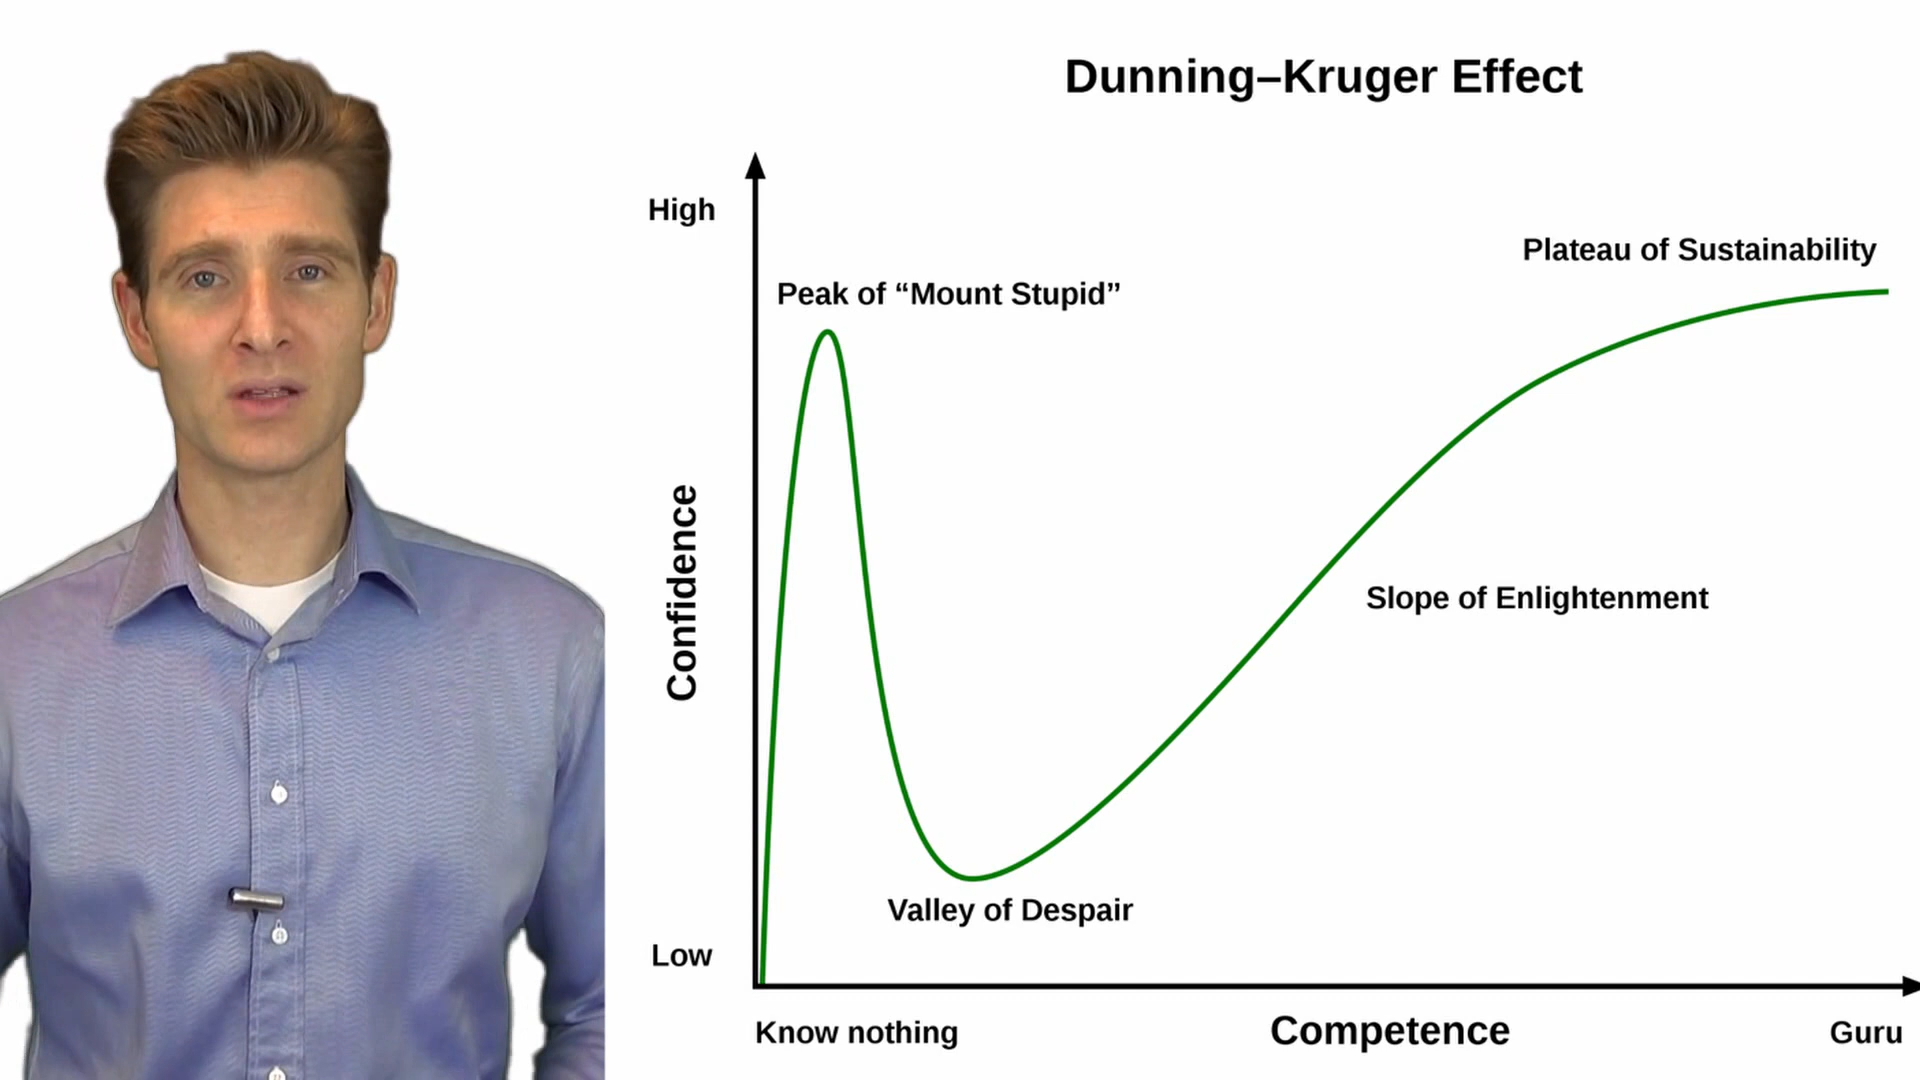 Dunning–Kruger Effect
High
Plateau of Sustainability
Peak of “Mount Stupid”
Confidence
Slope of Enlightenment
Valley of Despair
Low
Know nothing
Competence
Guru